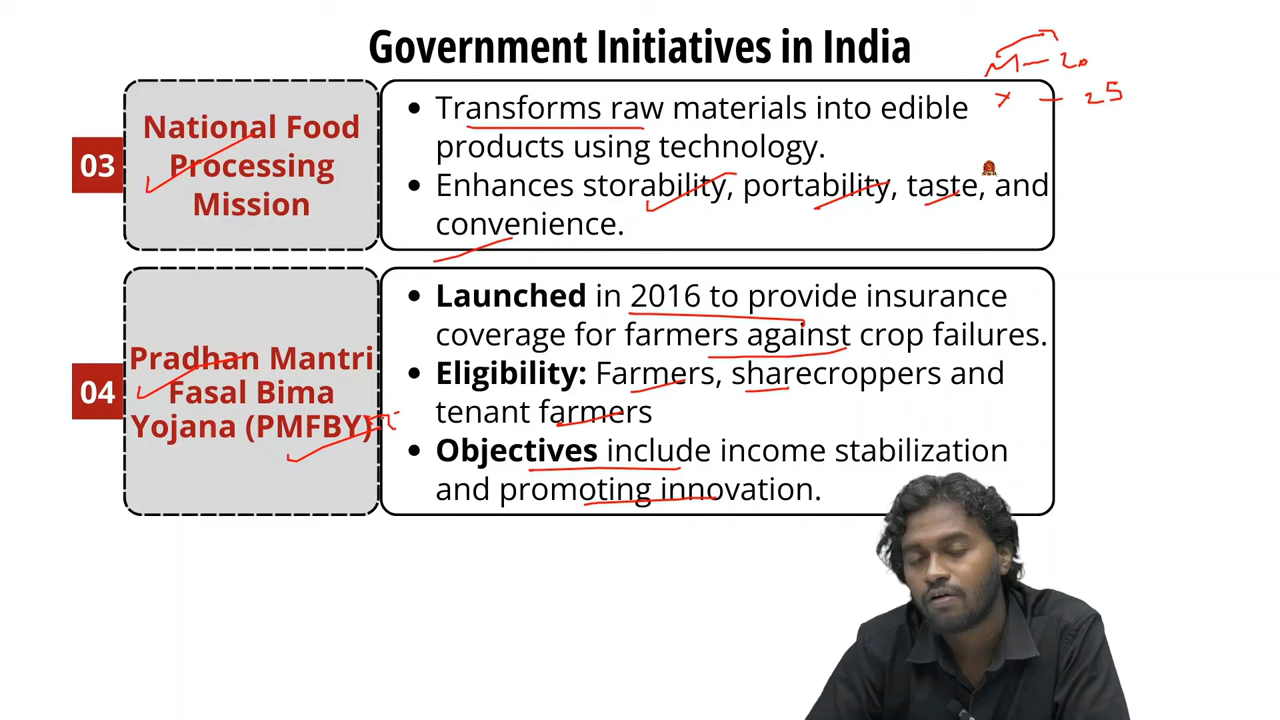 Government Initiatives in India
03
National Food
Processing
Mission
• Transforms raw materials into edible
products using technology.
• Enhances storability, portability, taste, and
convenience.
04
Pradhan Mantri
Fasal Bima
Yojana (PMFBY)
• Launched in 2016 to provide insurance
coverage for farmers against crop failures.
• Eligibility: Farmers, sharecroppers and
tenant farmers
• Objectives include income stabilization
and promoting innovation.
20
x - 25